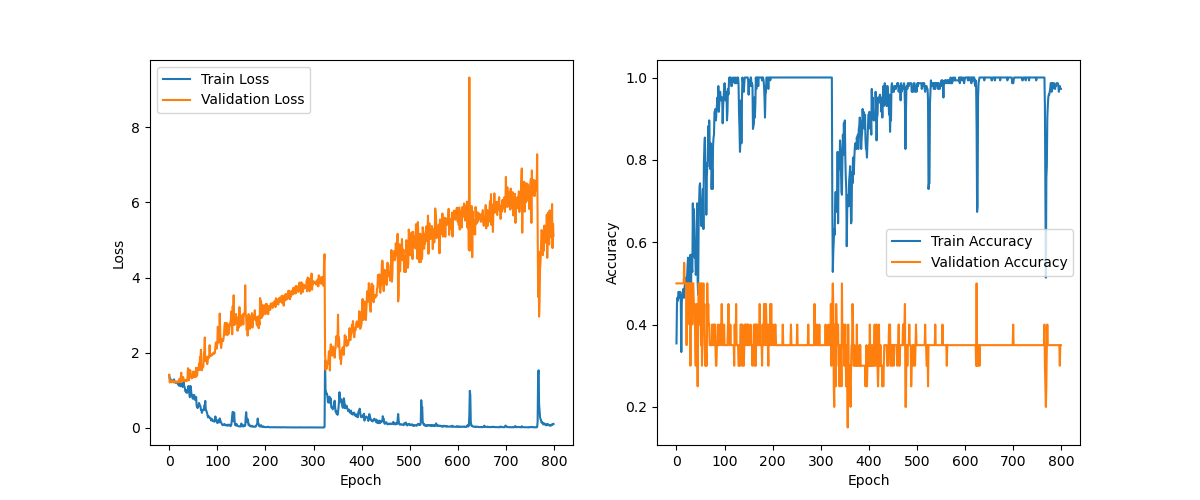 Train Loss
Validation Loss
8
6
4
2
0
Loss
0 100 200 300 400 500 600 700 800
Epoch
1.0
0.8
0.6
0.4
0.2
Accuracy
Train Accuracy
Validation Accuracy
0 100 200 300 400 500 600 700 800
Epoch